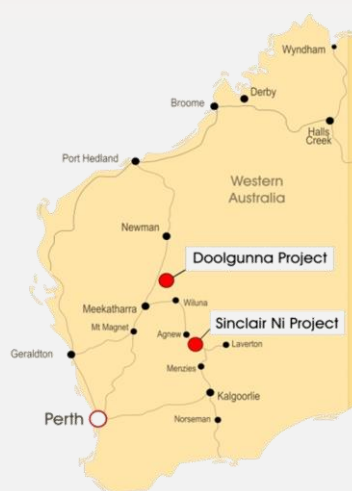 Wyndham
Derby
Broome
Halls
Creek
Port Hedland
Western
Australia
Newman
Doolgunna Project
Wiluna
Meekatharra
Sinclair Ni Project
Mt Magnet
Agnew
Laverton
Geraldton
Menzies
Kalgoorlie
Perth
Norseman